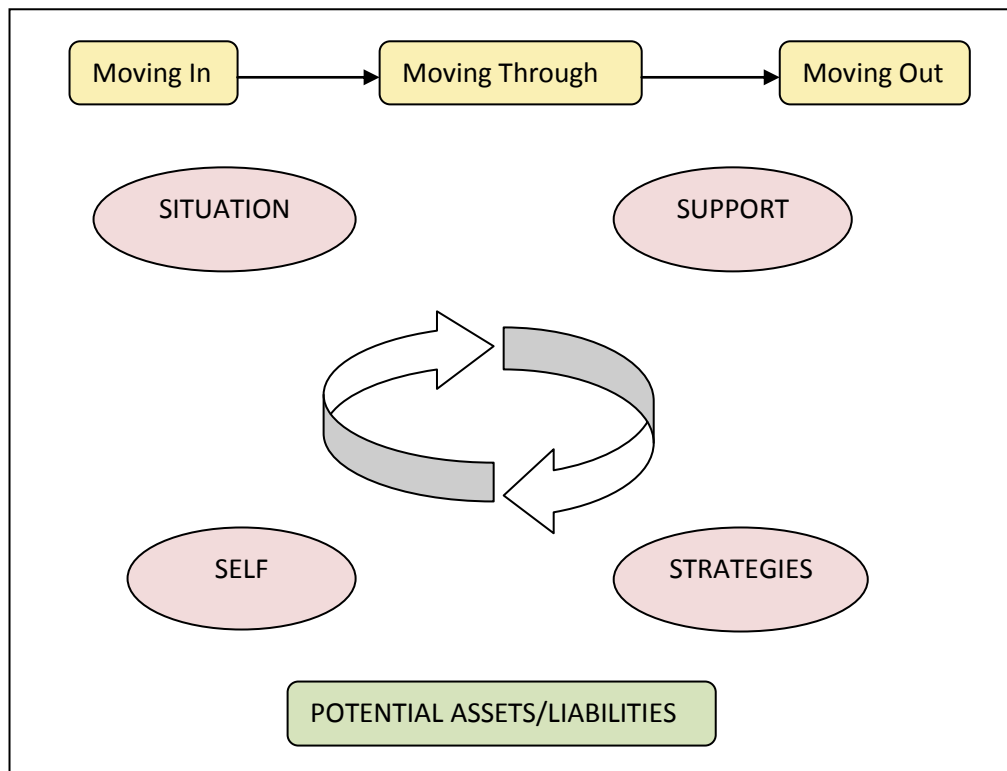 Moving In
Moving Through
Moving Out
SITUATION
SUPPORT
SELF
STRATEGIES
POTENTIAL ASSETS/LIABILITIES